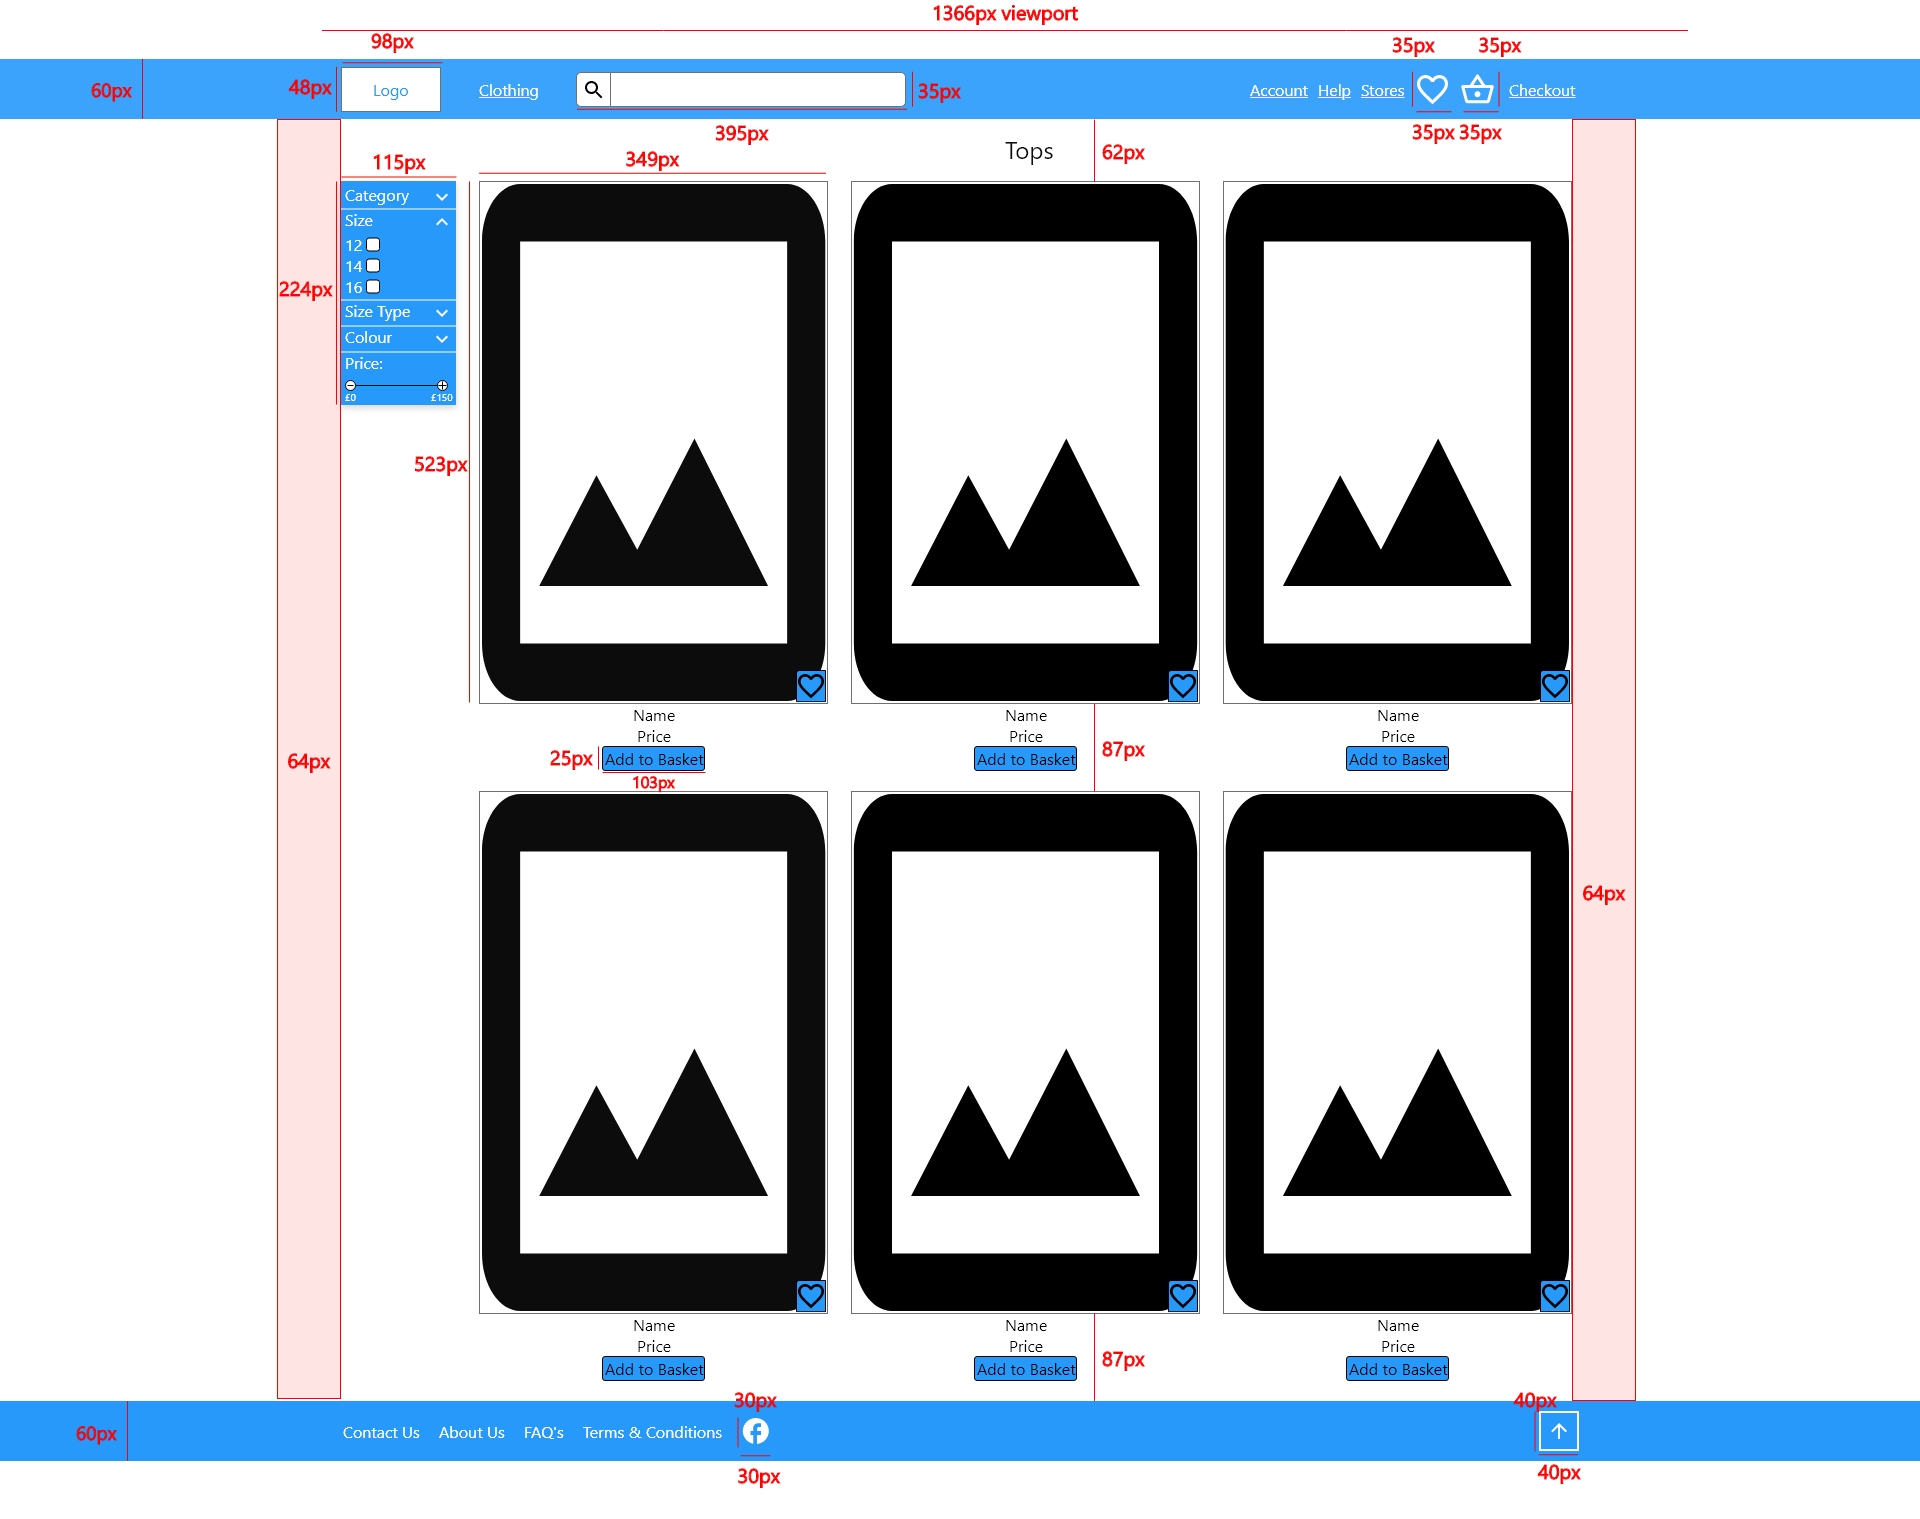 1366px viewport
98px
35px 35px
60px
48px
Logo
Clothing
35px
Account Help Stores
Checkout
35px 35px
395px
Tops
62px
115px
349px
Category
Size
12
14
16
224px
Size Type
Colour
Price:
£0 £150
523px
Name Name Name
Price Price Price
25px
Add to Basket Add to Basket Add to Basket
87px
64px
103px
64px
Name Name Name
Price Price Price
Add to Basket Add to Basket Add to Basket
87px
30px
40px
60px
Contact Us About Us FAQ's Terms & Conditions
30px
40px